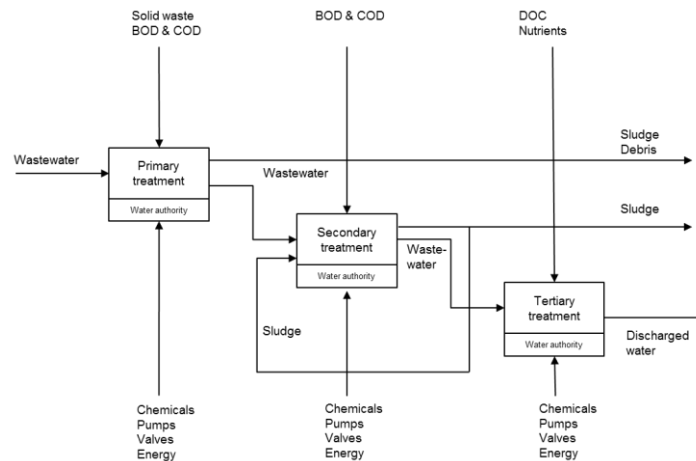 Solid waste
BOD & COD
BOD & COD
DOC
Nutrients
Wastewater
Primary
treatment
Water authority
Sludge
Debris
Wastewater
Secondary
treatment
Water authority
Sludge
Waste-
water
Tertiary
treatment
Water authority
Sludge
Discharged
water
Chemicals
Pumps
Valves
Energy
Chemicals
Pumps
Valves
Energy
Chemicals
Pumps
Valves
Energy